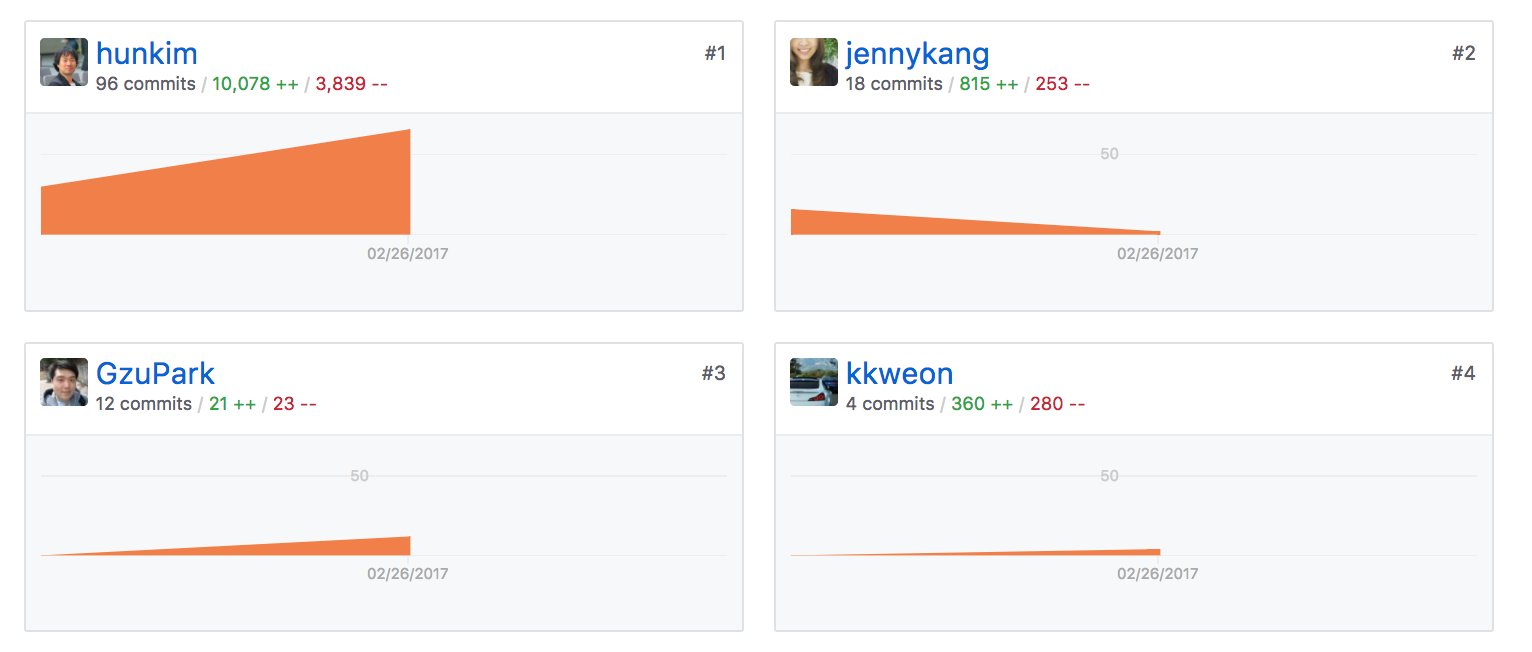 hunkim #1
96 commits / 10,078 ++ / 3,839 --
02/26/2017
jennykang #2
18 commits / 815 ++ / 253 --
50
02/26/2017
GzuPark #3
12 commits / 21 ++ / 23 --
50
02/26/2017
kkweon #4
4 commits / 360 ++ / 280 --
50
02/26/2017